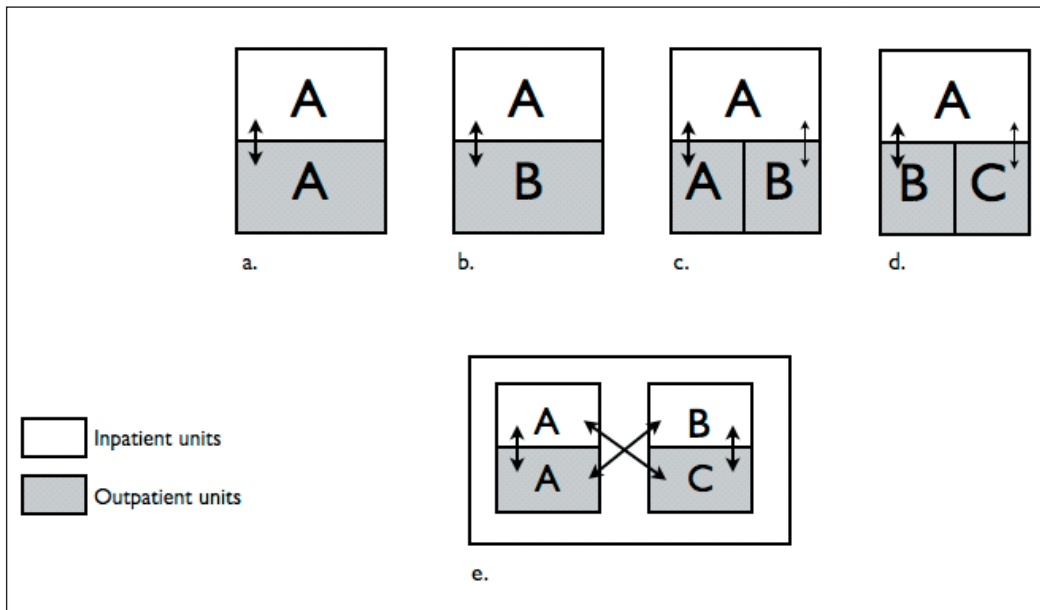 A A A A
A B A B B C
a. b. c. d.
A B
A C
Inpatient units
Outpatient units
e.